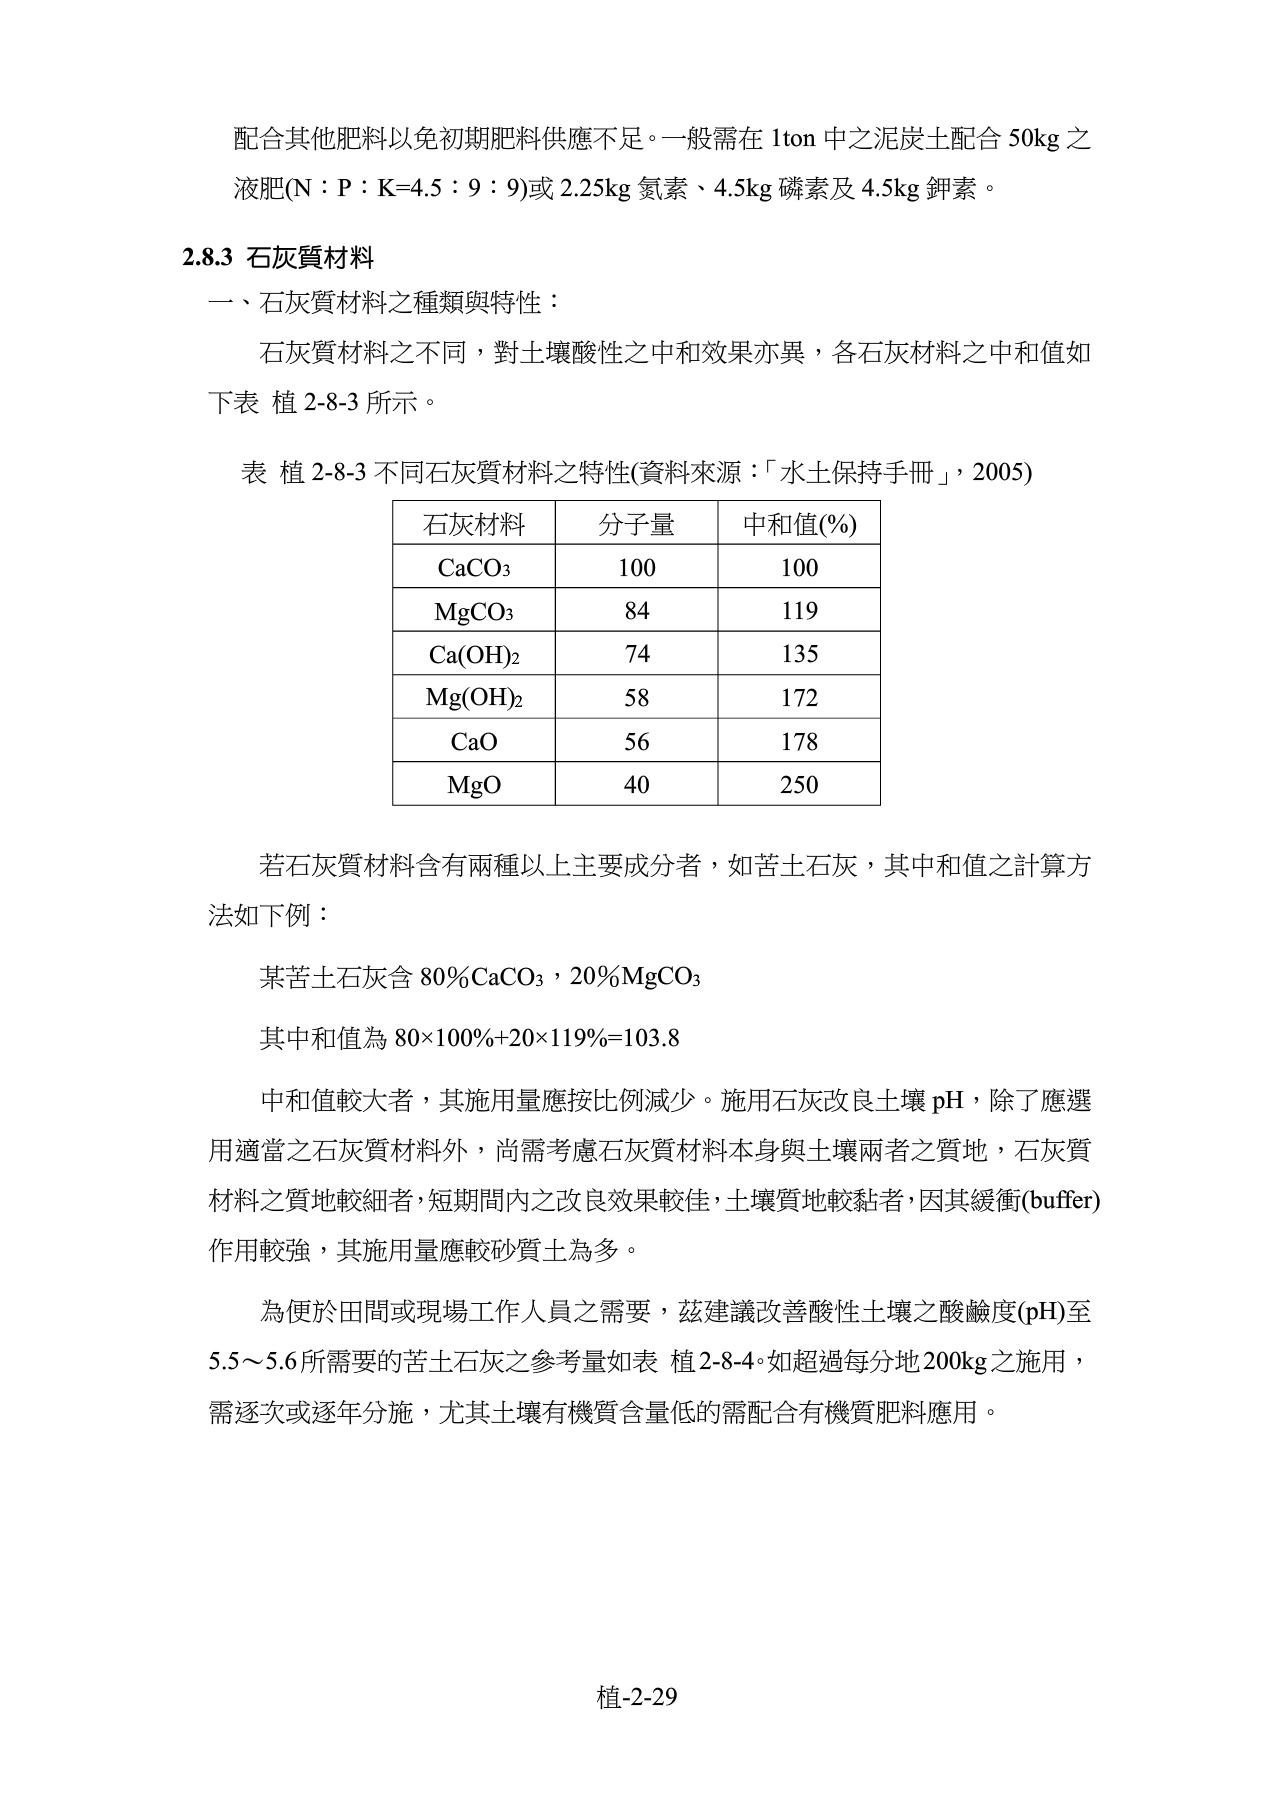 配合其他肥料以免初期肥料供應不足。一般需在 1ton 中之泥炭土配合 50kg 之
液肥(N：P：K=4.5：9：9)或 2.25kg 氮素、4.5kg 磷素及 4.5kg 鉀素。
2.8.3 石灰質材料
一、石灰質材料之種類與特性：
石灰質材料之不同，對土壤酸性之中和效果亦異，各石灰材料之中和值如
下表 植 2-8-3 所示。
表 植 2-8-3 不同石灰質材料之特性(資料來源：「水土保持手冊」，2005)
石灰材料 分子量 中和值(%)
CaCO3 100 100
MgCO3 84 119
Ca(OH)2 74 135
Mg(OH)2 58 172
CaO 56 178
MgO 40 250
若石灰質材料含有兩種以上主要成分者，如苦土石灰，其中和值之計算方
法如下例：
某苦土石灰含 80％CaCO3，20％MgCO3
其中和值為 80×100%+20×119%=103.8
中和值較大者，其施用量應按比例減少。施用石灰改良土壤 pH，除了應選
用適當之石灰質材料外，尚需考慮石灰質材料本身與土壤兩者之質地，石灰質
材料之質地較細者，短期間內之改良效果較佳，土壤質地較黏者，因其緩衝(buffer)
作用較強，其施用量應較砂質土為多。
為便於田間或現場工作人員之需要，茲建議改善酸性土壤之酸鹼度(pH)至
5.5～5.6 所需要的苦土石灰之參考量如表 植 2-8-4。如超過每分地 200kg 之施用，
需逐次或逐年分施，尤其土壤有機質含量低的需配合有機質肥料應用。
植-2-29